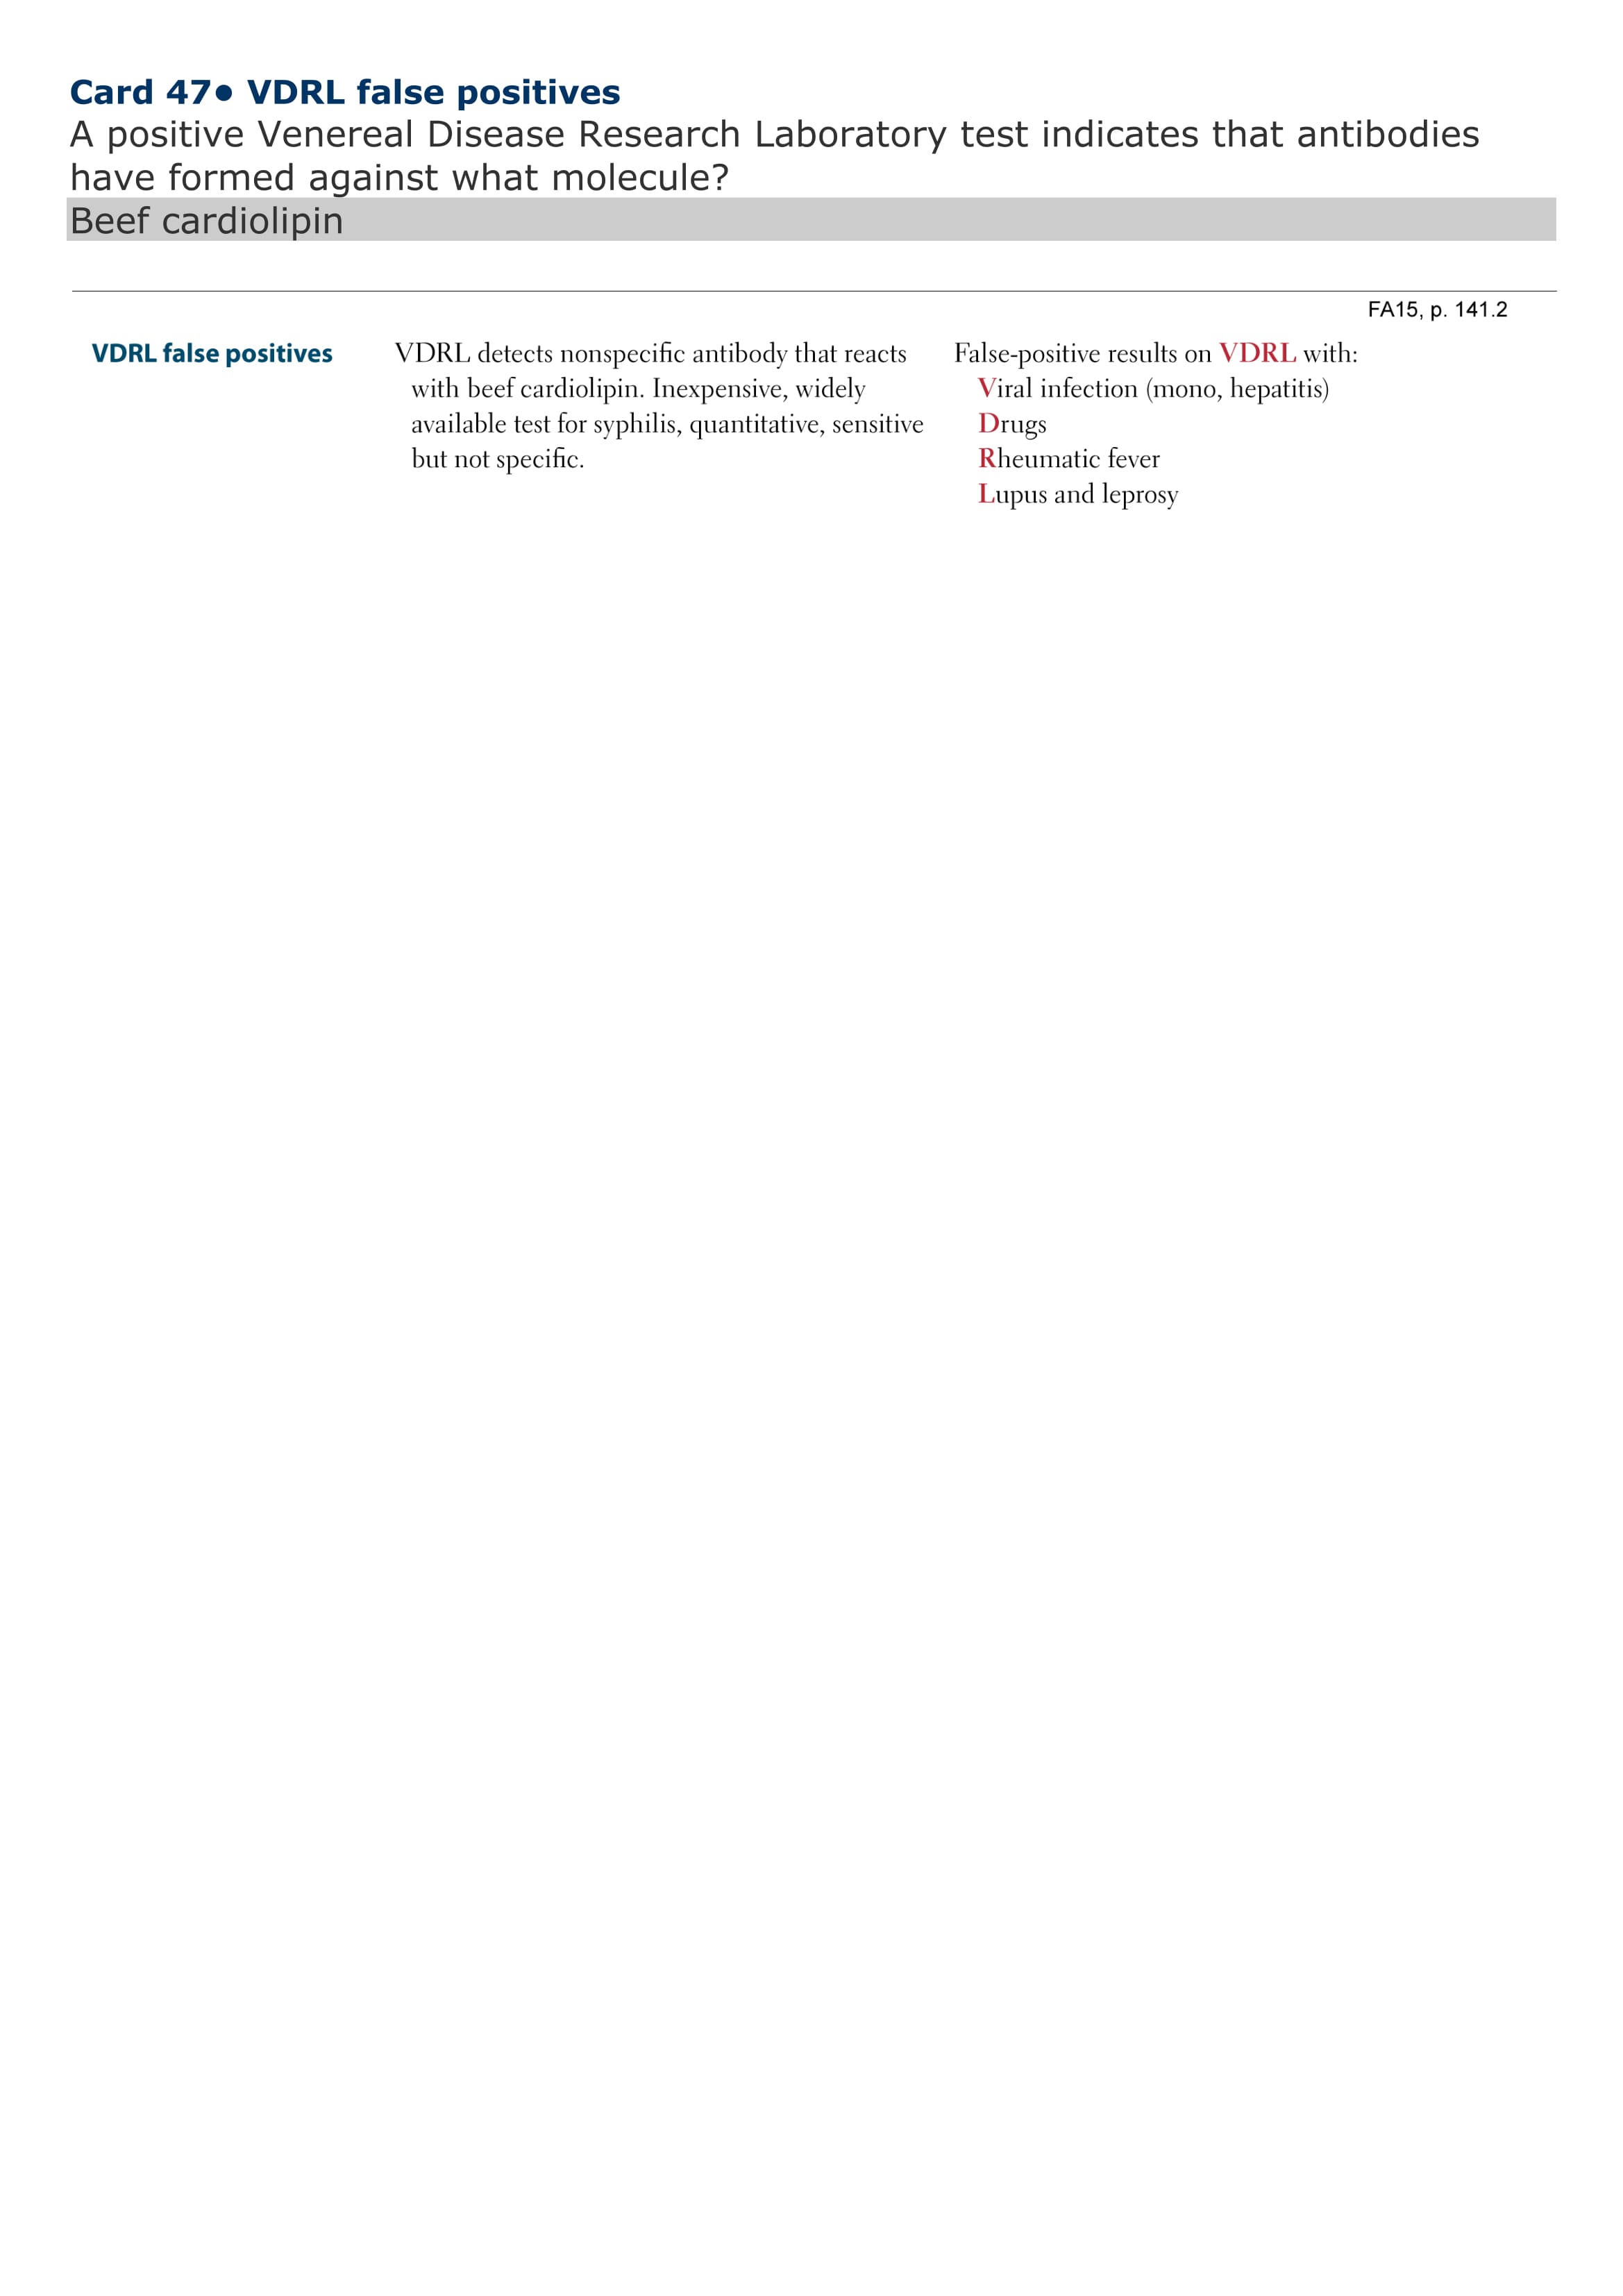 Card 47• VDRL false positives
A positive Venereal Disease Research Laboratory test indicates that antibodies
have formed against what molecule?
Beef cardiolipin
FA15, p. 141.2
VDRL false positives
VDRL detects nonspecific antibody that reacts
with beef cardiolipin. Inexpensive, widely
available test for syphilis, quantitative, sensitive
but not specific.
False-positive results on VDRL with:
Viral infection (mono, hepatitis)
Drugs
Rheumatic fever
Lupus and leprosy